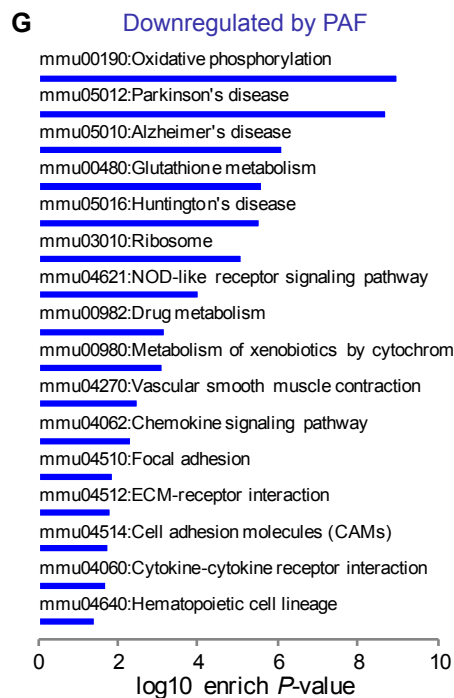 G Downregulated by PAF
mmu00190:Oxidative phosphorylation
mmu05012:Parkinson's disease
mmu05010:Alzheimer's disease
mmu00480:Glutathione metabolism
mmu05016:Huntington's disease
mmu03010:Ribosome
mmu04621:NOD-like receptor signaling pathway
mmu00982:Drug metabolism
mmu00980:Metabolism of xenobiotics by cytochrom
mmu04270:Vascular smooth muscle contraction
mmu04062:Chemokine signaling pathway
mmu04510:Focal adhesion
mmu04512:ECM-receptor interaction
mmu04514:Cell adhesion molecules (CAMs)
mmu04060:Cytokine-cytokine receptor interaction
mmu04640:Hematopoietic cell lineage
0 2 4 6 8 10
log10 enrich P-value